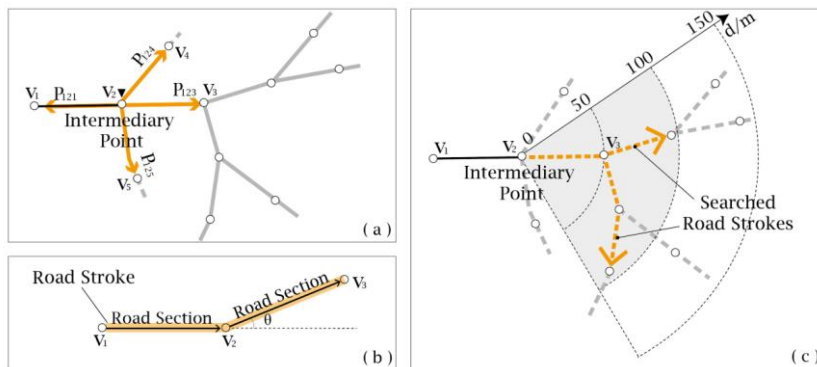 P₁₂₄
V₄
V₁
P₁₂₁
V₂
P₁₂₃
V₃
Intermediary
Point
V₅
P₁₂₅
( a )
Road Stroke
Road Section
Road Section
V₃
θ
V₁
V₂
( b )
150
d/m
100
50
0
V₁
V₂
V₃
Intermediary
Point
Searched
Road Strokes
( c )